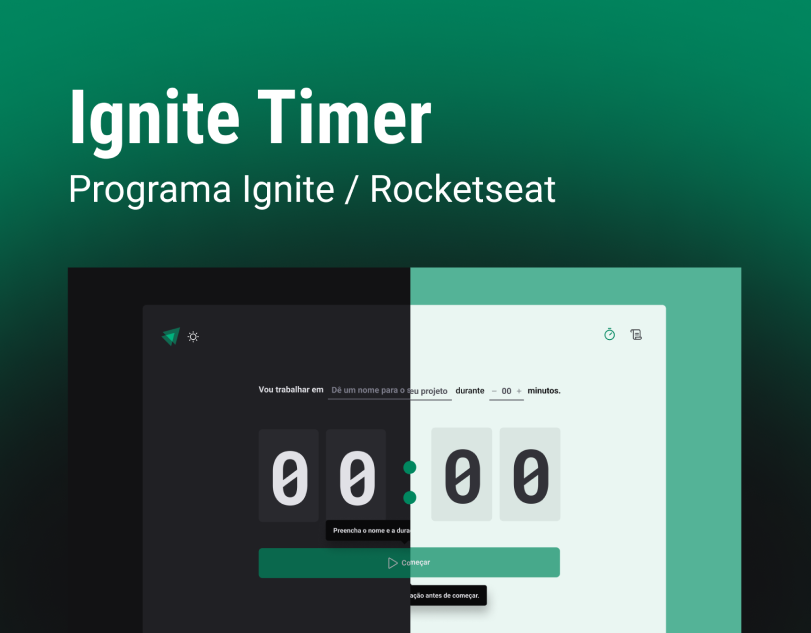 Ignite Timer
Programa Ignite / Rocketseat
Vou trabalhar em Dê um nome para o seu projeto durante – 00 + minutos.
00:00
Preencha o nome e a dura
Começar
ação antes de começar.